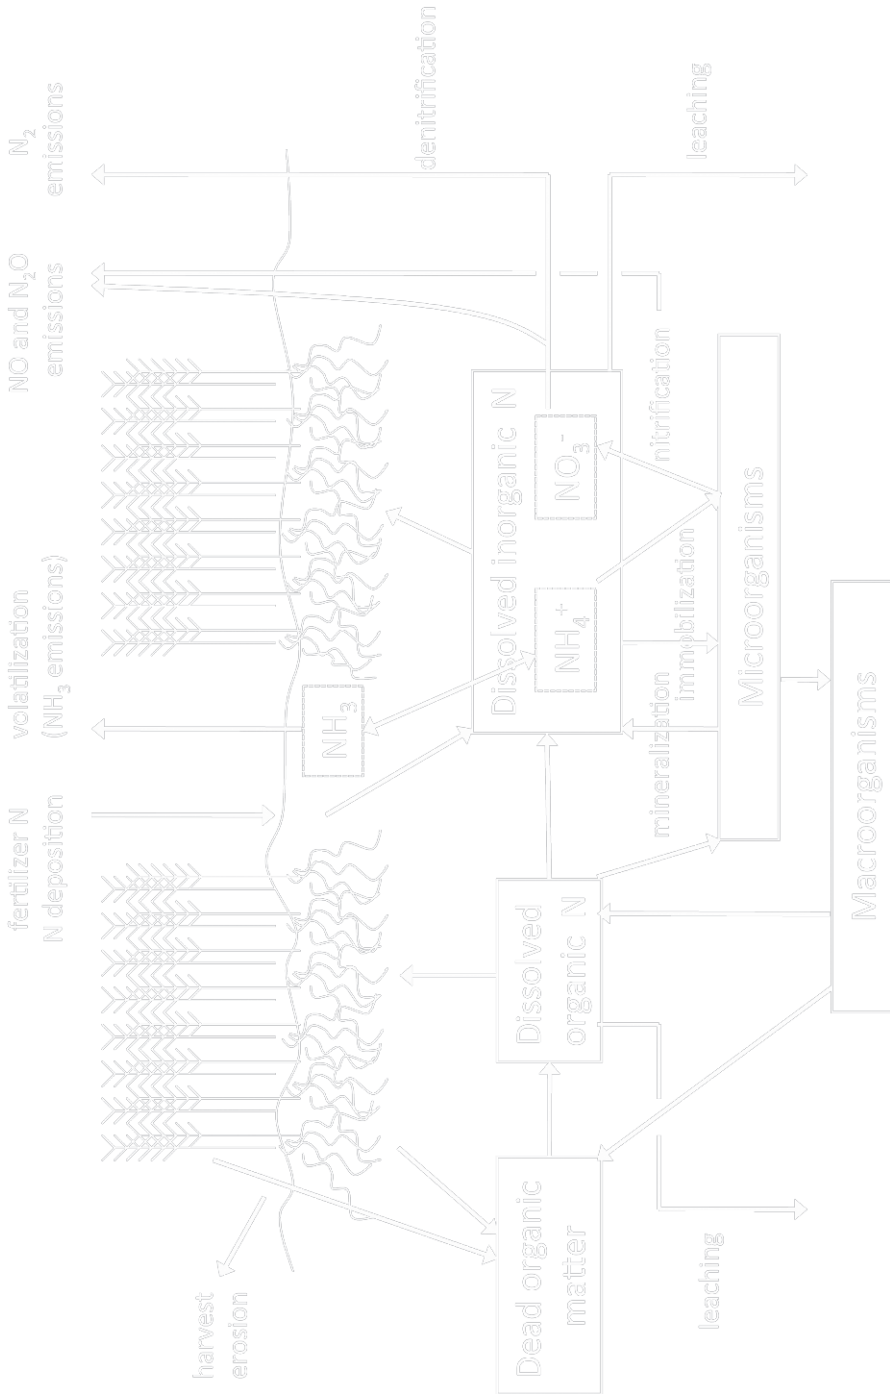 harvest
erosion
fertilizer N
N deposition
volatilization
(NH₃ emissions)
NO and N₂O
emissions
N₂
emissions
NH₃
denitrification
Dead organic
matter
Dissolved
organic N
Dissolved inorganic N
NH₄⁺
NO₃⁻
mineralization
immobilization
nitrification
leaching
leaching
Microorganisms
Macroorganisms